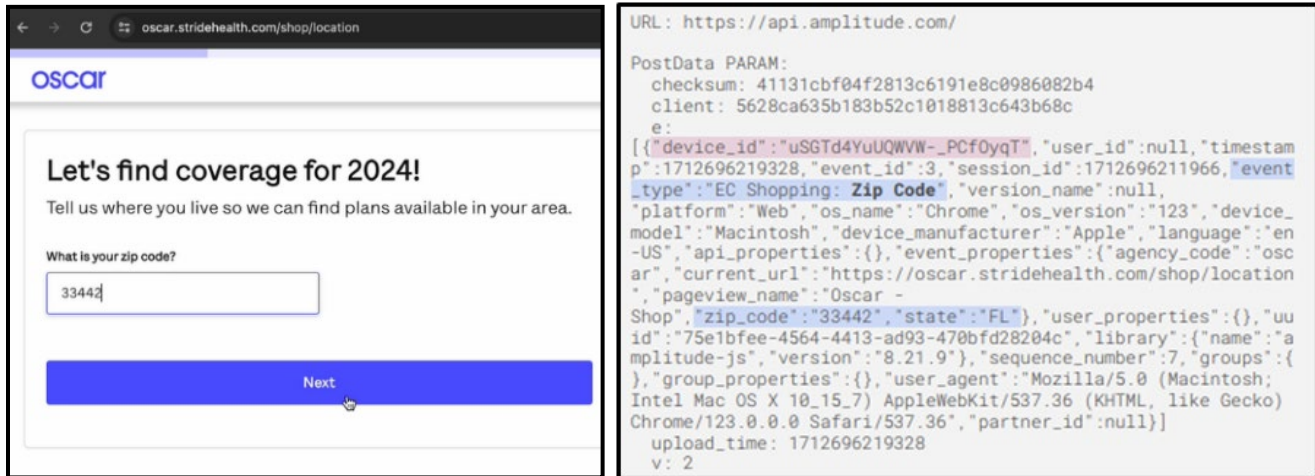 oscar.stridehealth.com/shop/location
oscar
Let's find coverage for 2024!
Tell us where you live so we can find plans available in your area.
What is your zip code?
33442
Next
URL: https://api.amplitude.com/
PostData PARAM:
checksum: 41131cbf04f2813c6191e8c0986082b4
client: 5628ca635b183b52c1018813c643b68c
e:
[{"device_id":"uSGTd4YuUQWVW-_PCfOyqT","user_id":null,"timestam
p":1712696219328,"event_id":3,"session_id":1712696211966,"event
_type":"EC Shopping: Zip Code","version_name":null,
"platform":"Web","os_name":"Chrome","os_version":"123","device_
model":"Macintosh","device_manufacturer":"Apple","language":"en
-US","api_properties":{},"event_properties":{"agency_code":"osc
ar","current_url":"https://oscar.stridehealth.com/shop/location
","pageview_name":"Oscar -
Shop","zip_code":"33442","state":"FL"},"user_properties":{},"uu
id":"75e1bfee-4564-4413-ad93-470bfd28204c","library":{"name":"a
mplitude-js","version":"8.21.9"},"sequence_number":7,"groups":{
},"group_properties":{},"user_agent":"Mozilla/5.0 (Macintosh;
Intel Mac OS X 10_15_7) AppleWebKit/537.36 (KHTML, like Gecko)
Chrome/123.0.0.0 Safari/537.36","partner_id":null}]
upload_time: 1712696219328
v: 2